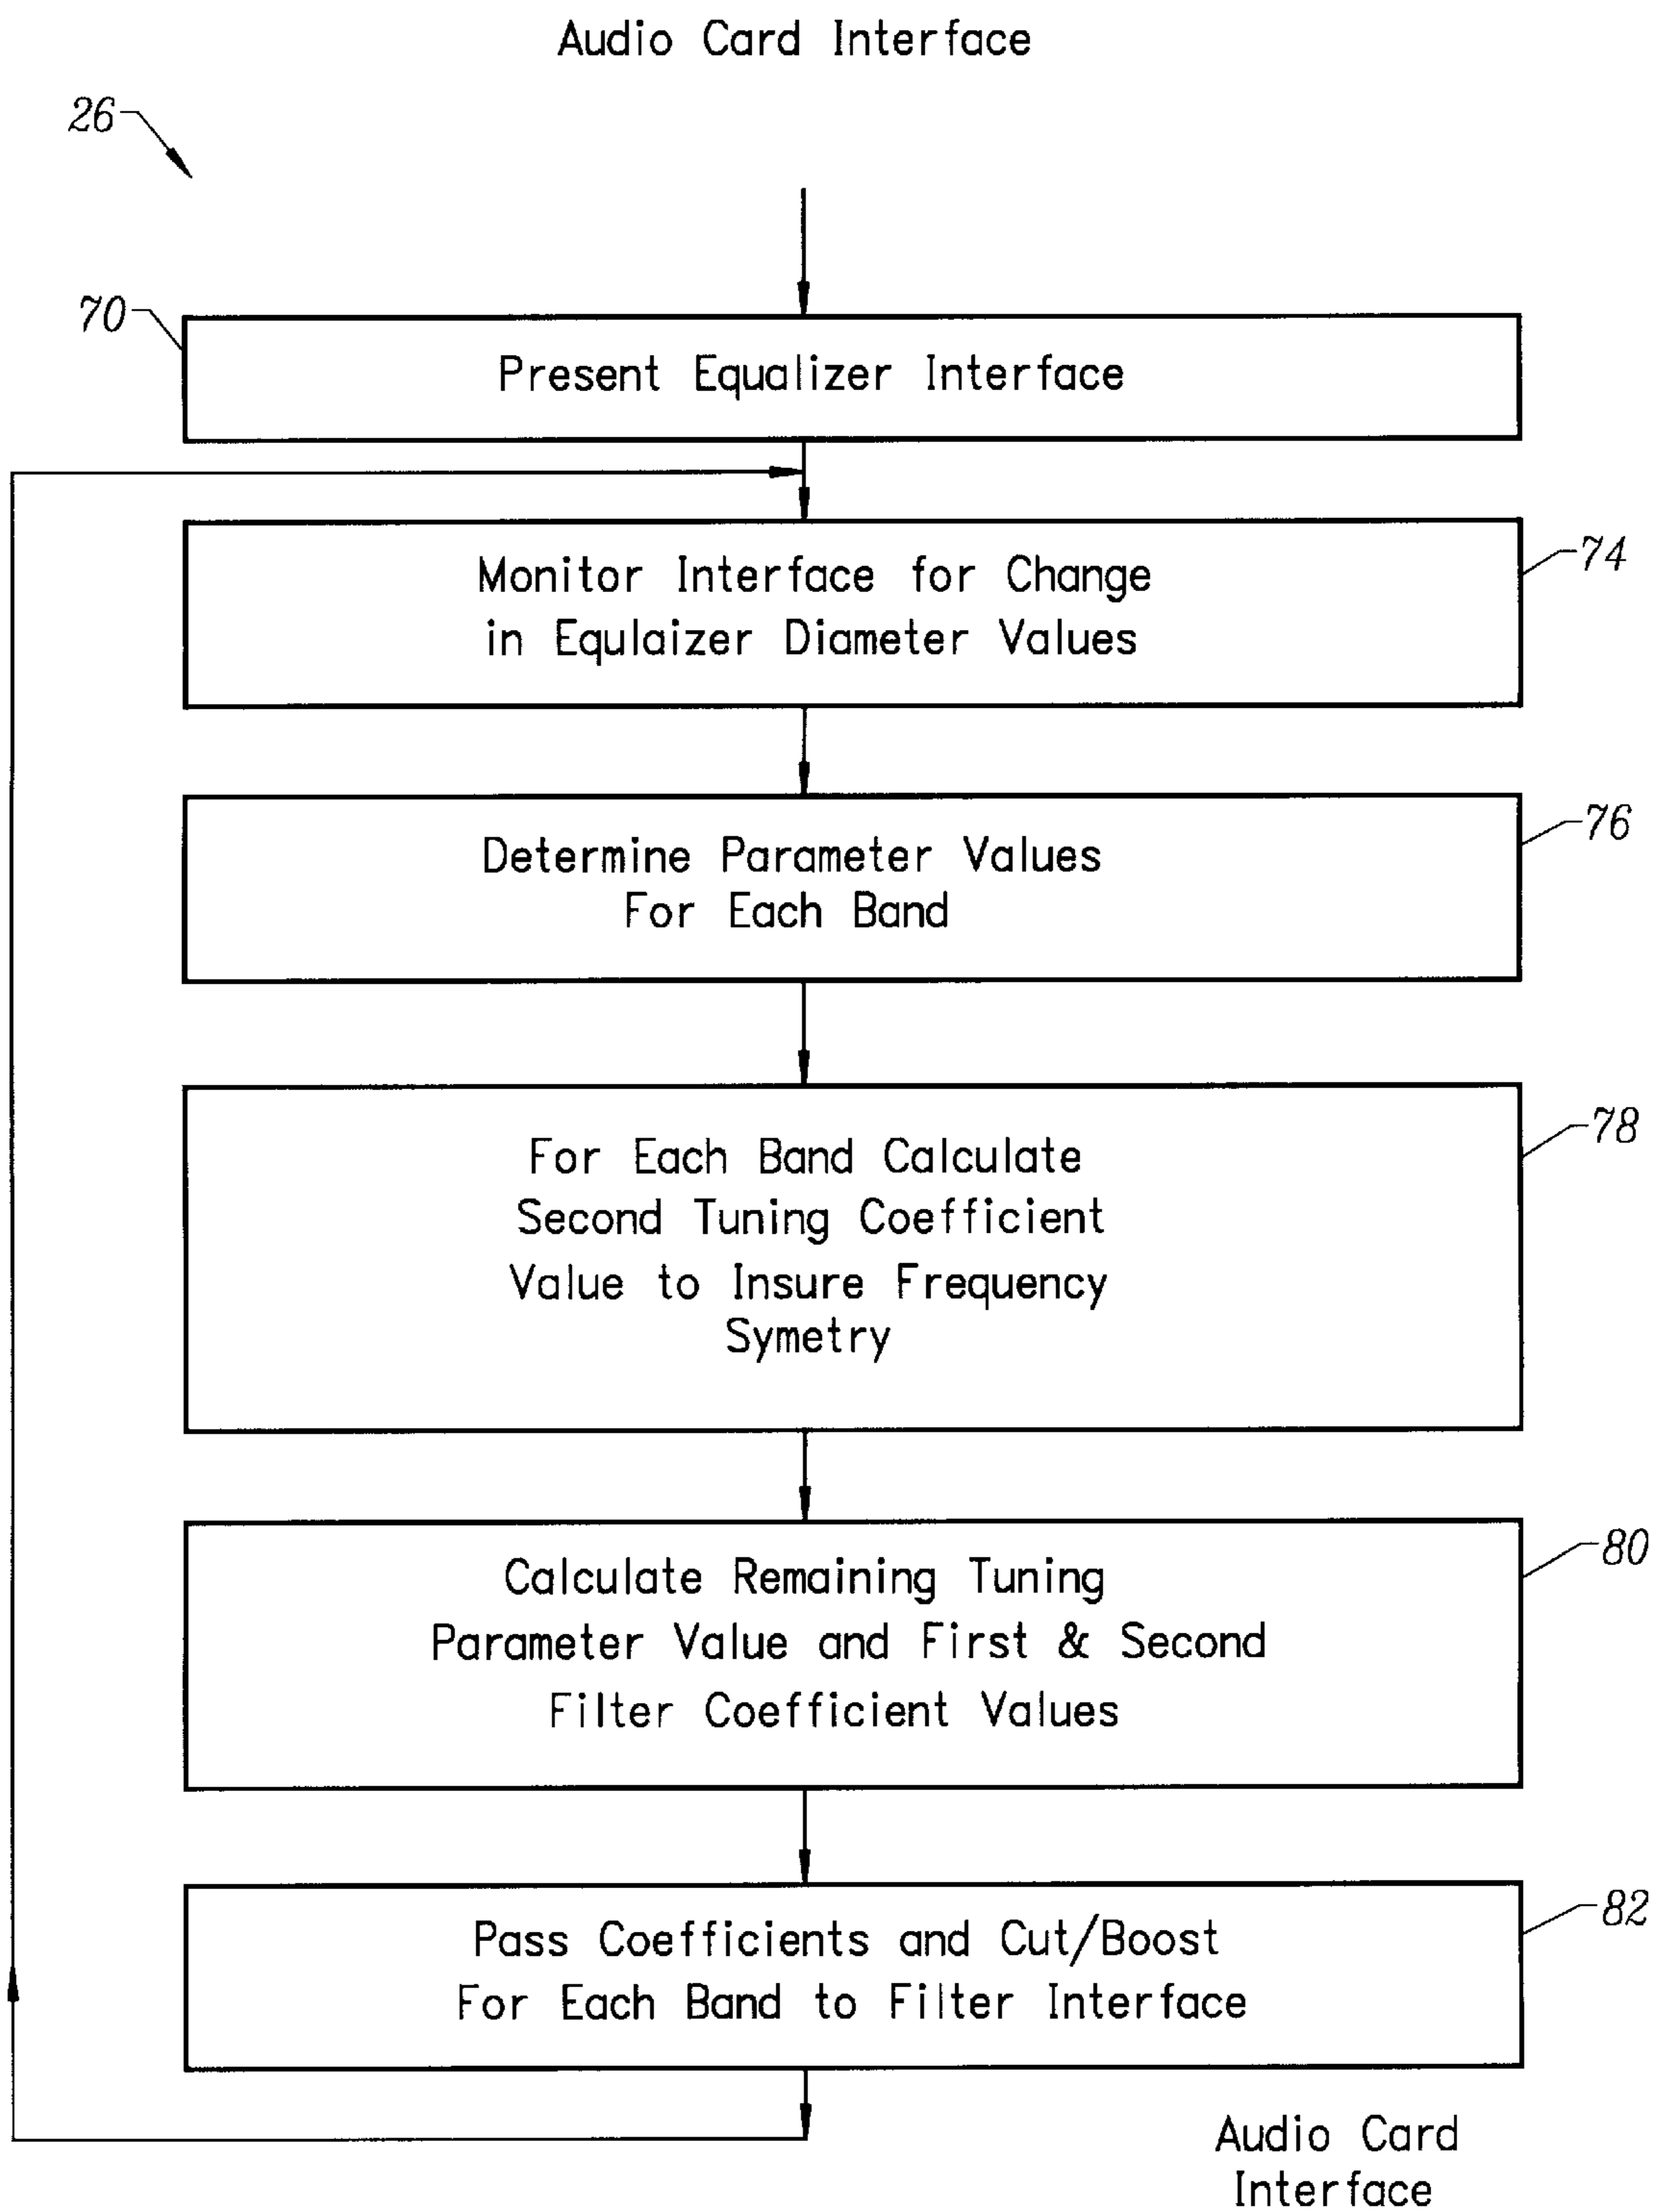 Audio Card Interface
26
70
Present Equalizer Interface
Monitor Interface for Change
in Equlaizer Diameter Values
74
Determine Parameter Values
For Each Band
76
For Each Band Calculate
Second Tuning Coefficient
Value to Insure Frequency
Symetry
78
Calculate Remaining Tuning
Parameter Value and First & Second
Filter Coefficient Values
80
Pass Coefficients and Cut/Boost
For Each Band to Filter Interface
82
Audio Card
Interface